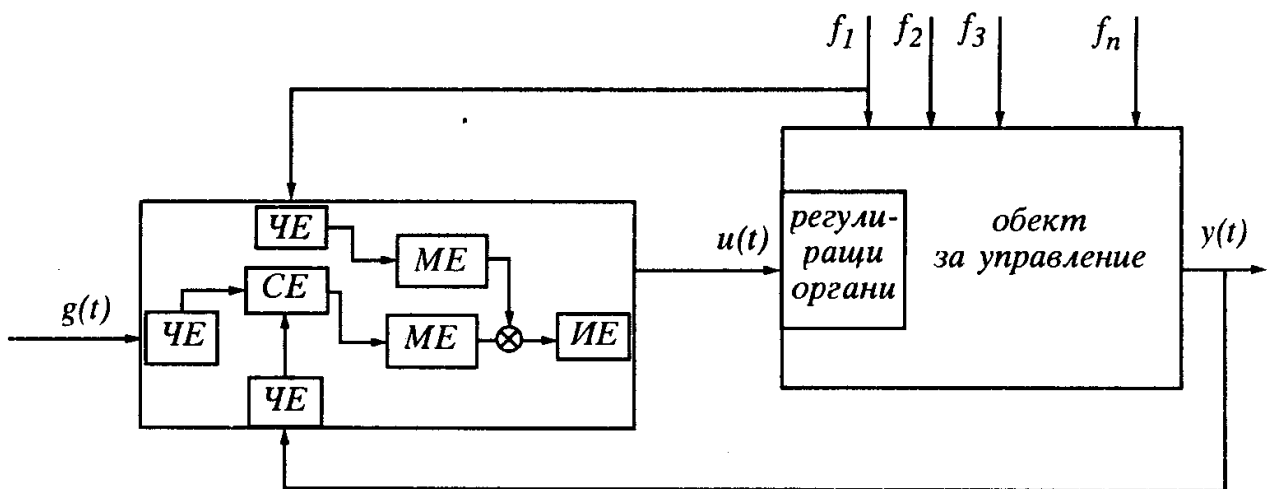 f1 f2 f3 fn
ЧЕ
МЕ
СЕ
g(t)
ЧЕ
МЕ
ИЕ
ЧЕ
u(t)
регули-
ращи
органи
обект
за управление
y(t)